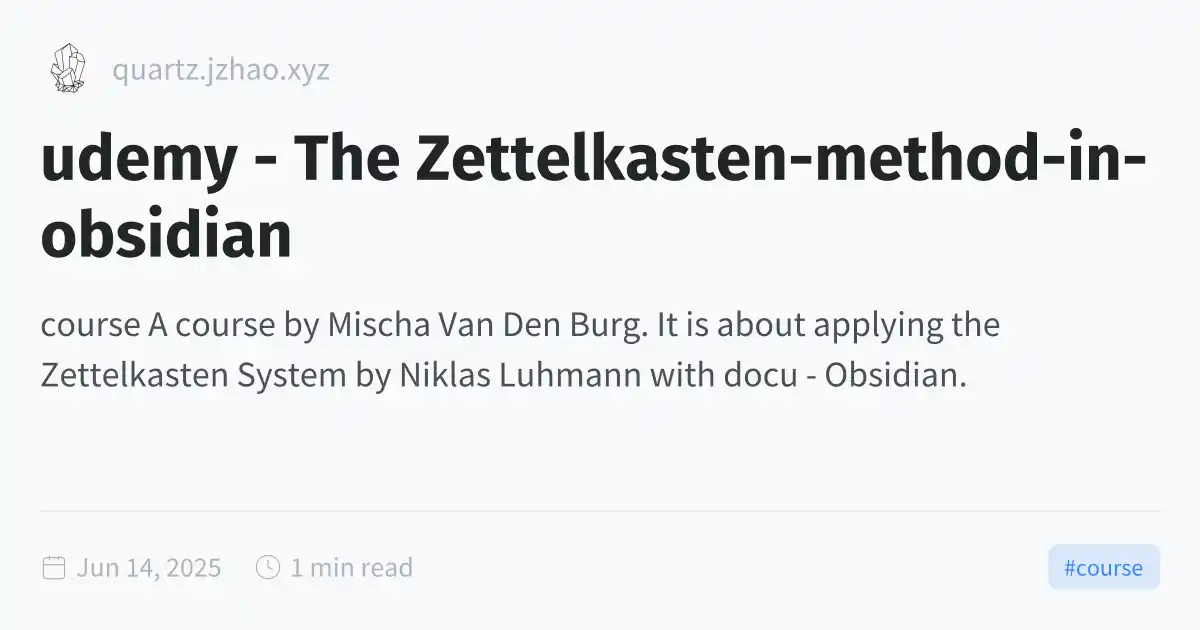 quartz.jzhao.xyz
udemy - The Zettelkasten-method-in-
obsidian
course A course by Mischa Van Den Burg. It is about applying the
Zettelkasten System by Niklas Luhmann with docu - Obsidian.
Jun 14, 2025 1 min read #course